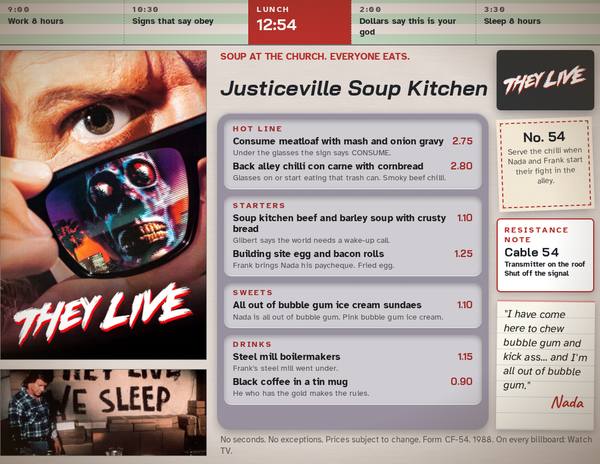 9:00
Work 8 hours
10:30
Signs that say obey
LUNCH
12:54
2:00
Dollars say this is your
god
3:30
Sleep 8 hours
SOUP AT THE CHURCH. EVERYONE EATS.
Justiceville Soup Kitchen
HOT LINE
Consume meatloaf with mash and onion gravy 2.75
Under the glasses the sign says CONSUME.
Back alley chilli con carne with cornbread 2.80
Glasses on or start eating that trash can. Smoky beef chilli.
STARTERS
Soup kitchen beef and barley soup with crusty 1.10
bread
Gilbert says the world needs a wake-up call.
Building site egg and bacon rolls 1.25
Frank brings Nada his paycheque. Fried egg.
SWEETS
All out of bubble gum ice cream sundaes 1.10
Nada is all out of bubble gum. Pink bubble gum ice cream.
DRINKS
Steel mill boilermakers 1.15
Frank's steel mill went under.
Black coffee in a tin mug 0.90
He who has the gold makes the rules.
No seconds. No exceptions. Prices subject to change. Form CF-54. 1988. On every billboard: Watch
TV.
THEY LIVE
THEY LIVE
VE SLEEP
THEY LIVE
No. 54
Serve the chilli when
Nada and Frank start
their fight in the
alley.
RESISTANCE
NOTE
Cable 54
Transmitter on the roof
Shut off the signal
"I have come
here to chew
bubble gum and
kick ass... and I'm
all out of bubble
gum."
Nada